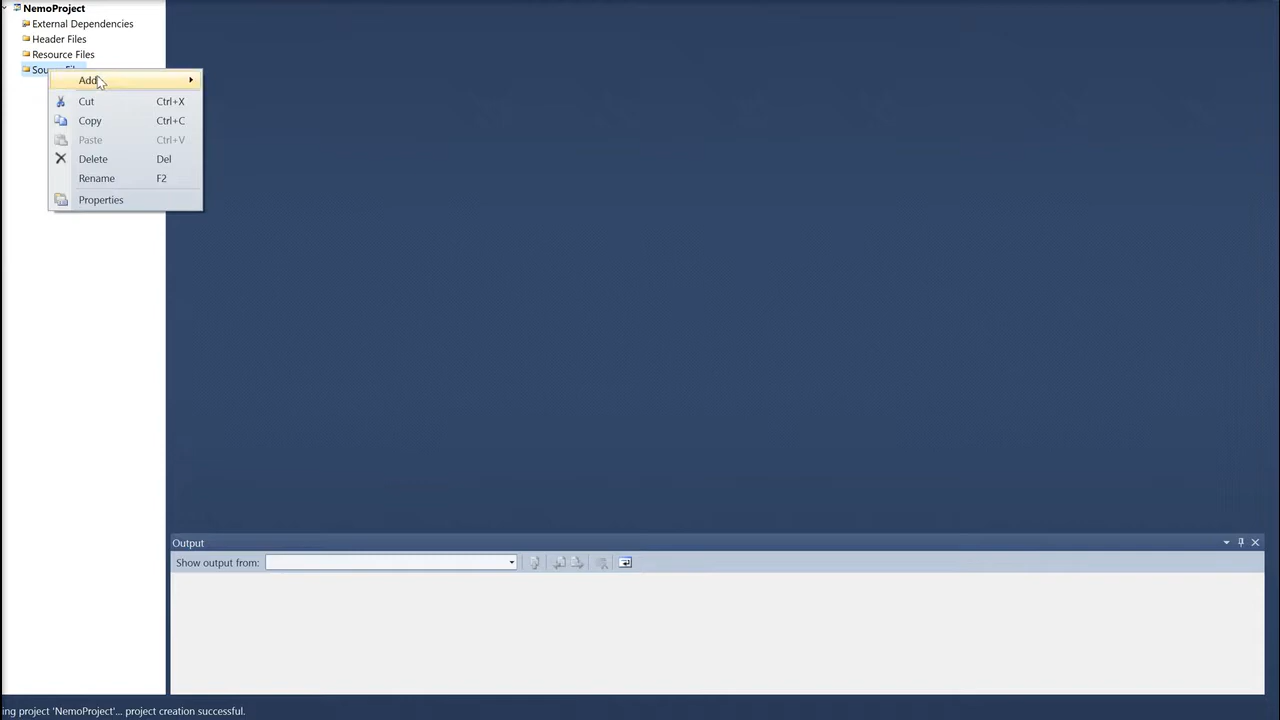 NemoProject
External Dependencies
Header Files
Resource Files
Add
Cut Ctrl+X
Copy Ctrl+C
Paste Ctrl+V
Delete Del
Rename F2
Properties
Output
Show output from:
ing project 'NemoProject'... project creation successful.